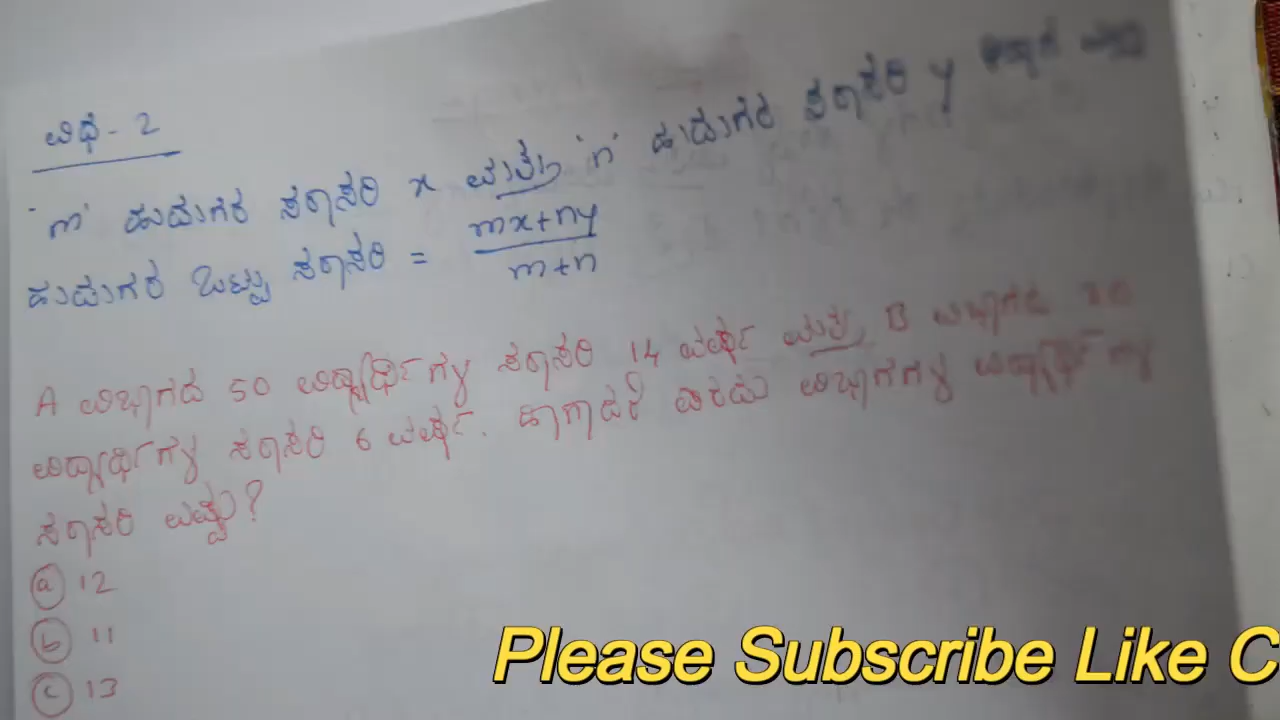 ವಿಧ - 2
'm' ಹುಡುಗರ ಸರಾಸರಿ x ಮತ್ತು 'n' ಹುಡುಗರ ಸರಾಸರಿ y
ಹುಡುಗರ ಒಟ್ಟು ಸರಾಸರಿ = mx+ny / m+n
A ವಿಭಾಗದ 50 ವಿದ್ಯಾರ್ಥಿಗಳ ಸರಾಸರಿ 14 ವರ್ಷ ಮತ್ತು B ವಿಭಾಗದ
ವಿದ್ಯಾರ್ಥಿಗಳ ಸರಾಸರಿ 6 ವರ್ಷ. ಹಾಗಾದರೆ ಎರಡು ವಿಭಾಗಗಳ ವಿದ್ಯಾರ್ಥಿಗಳ
ಸರಾಸರಿ ಎಷ್ಟು?
a 12
b 11
c 13
Please Subscribe Like C